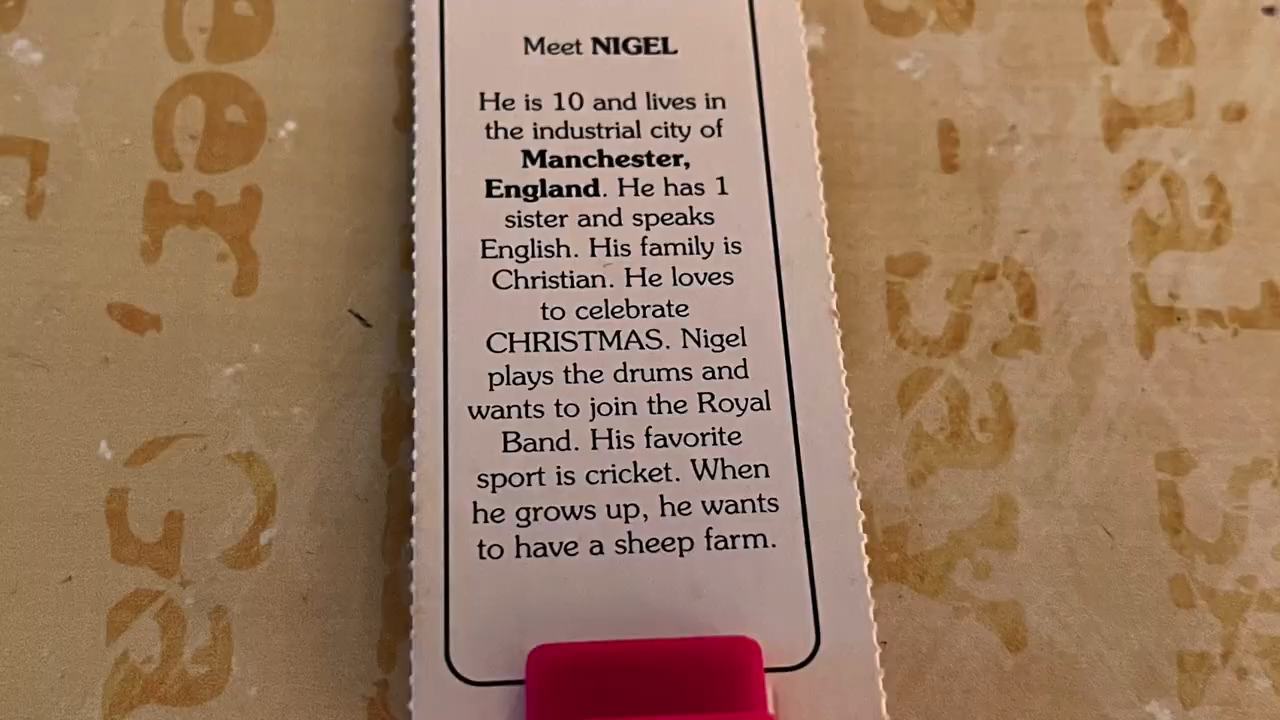 Meet NIGEL
He is 10 and lives in
the industrial city of
Manchester,
England. He has 1
sister and speaks
English. His family is
Christian. He loves
to celebrate
CHRISTMAS. Nigel
plays the drums and
wants to join the Royal
Band. His favorite
sport is cricket. When
he grows up, he wants
to have a sheep farm.